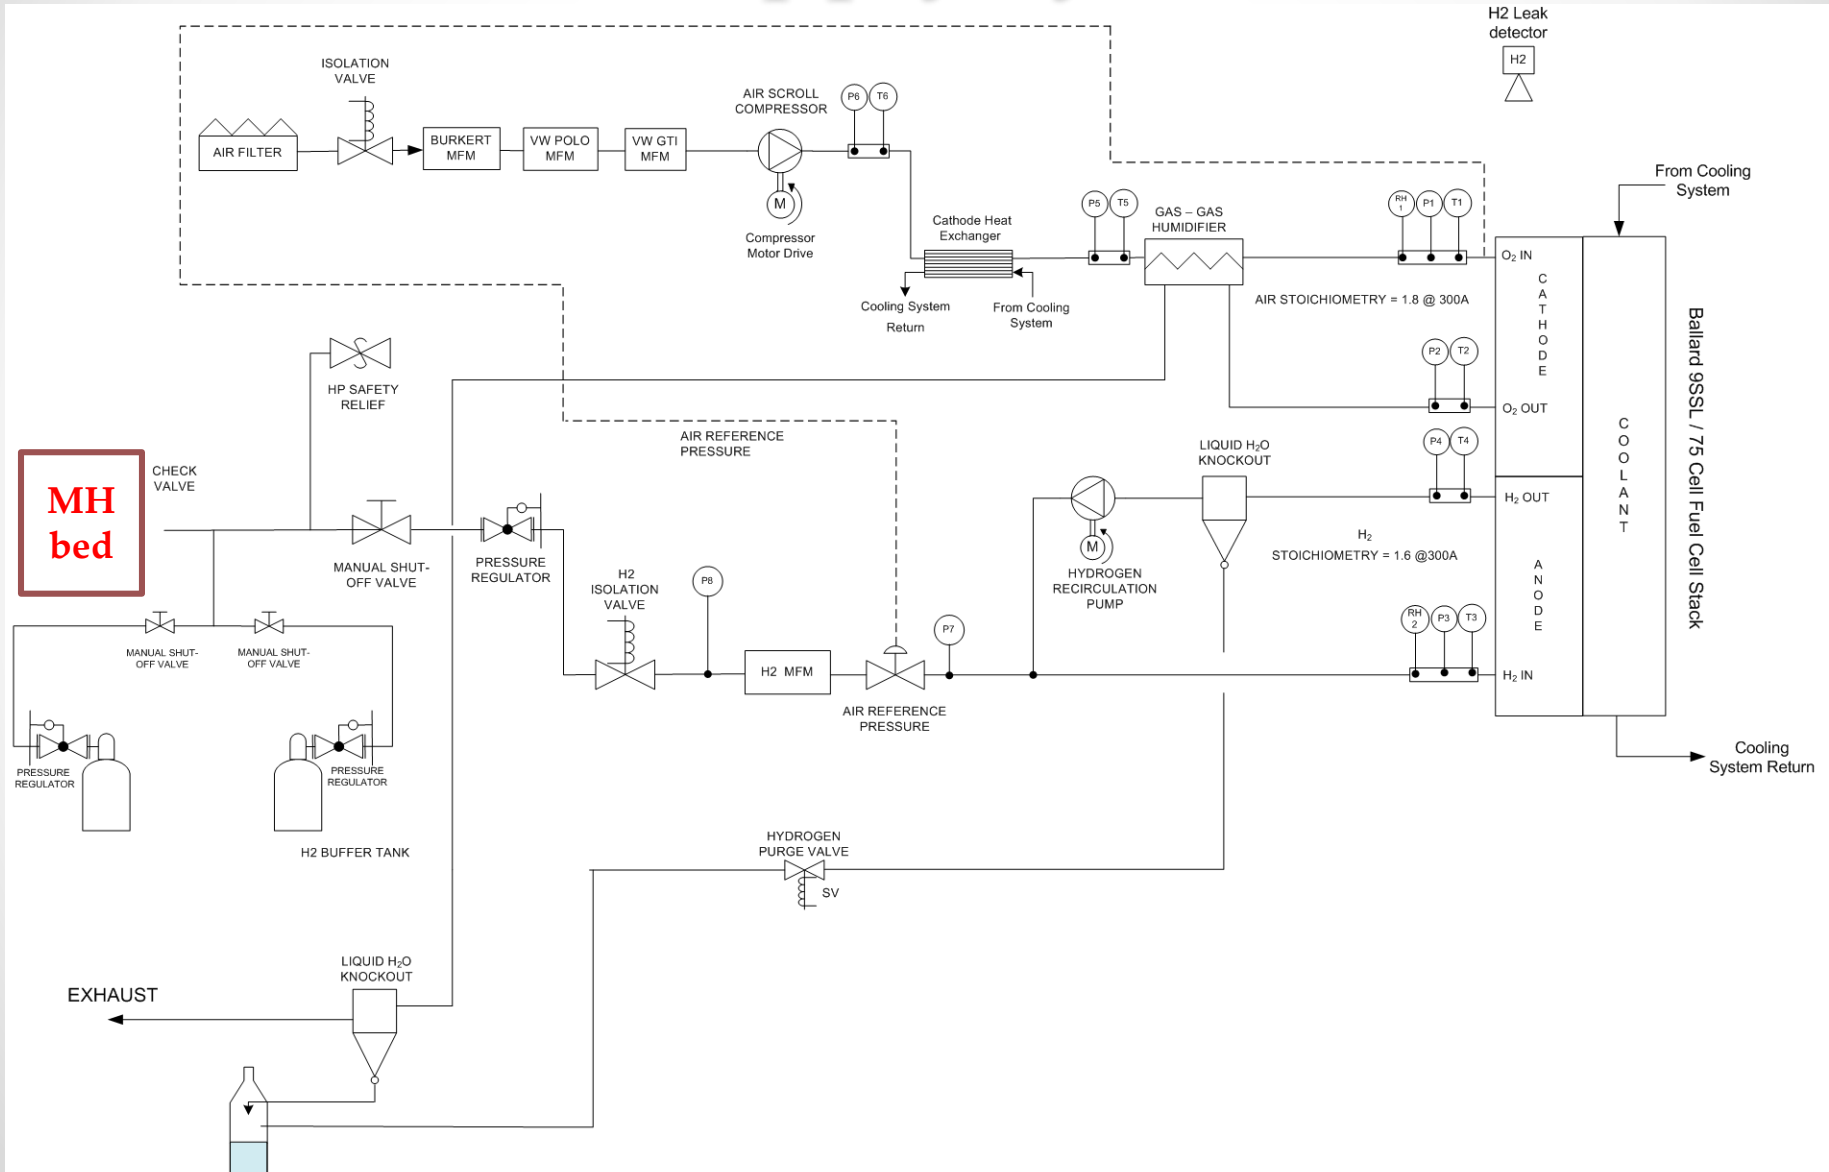 H2 Leak
detector
H2
ISOLATION
VALVE
AIR FILTER
BURKERT
MFM
VW POLO
MFM
VW GTI
MFM
AIR SCROLL
COMPRESSOR
M
Compressor
Motor Drive
P6
T6
Cathode Heat
Exchanger
Cooling System
Return
From Cooling
System
P5
T5
GAS – GAS
HUMIDIFIER
RH
1
P1
T1
From Cooling
System
O₂ IN
CATHODE
AIR STOICHIOMETRY = 1.8 @ 300A
P2
T2
O₂ OUT
COOLANT
Ballard 9SSL / 75 Cell Fuel Cell Stack
HP SAFETY
RELIEF
AIR REFERENCE
PRESSURE
MH
bed
CHECK
VALVE
MANUAL SHUT-
OFF VALVE
PRESSURE
REGULATOR
LIQUID H₂O
KNOCKOUT
P4
T4
H₂ OUT
H₂
STOICHIOMETRY = 1.6 @300A
M
HYDROGEN
RECIRCULATION
PUMP
ANODE
H2
ISOLATION
VALVE
P8
H2 MFM
AIR REFERENCE
PRESSURE
P7
RH
2
P3
T3
H₂ IN
MANUAL SHUT-
OFF VALVE
MANUAL SHUT-
OFF VALVE
PRESSURE
REGULATOR
PRESSURE
REGULATOR
H2 BUFFER TANK
Cooling
System Return
HYDROGEN
PURGE VALVE
SV
LIQUID H₂O
KNOCKOUT
EXHAUST